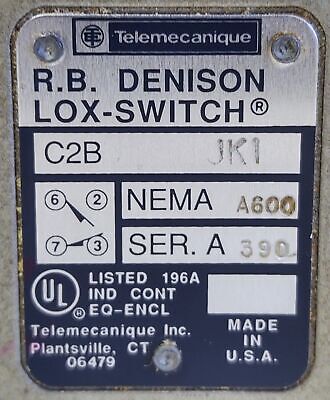 TE Telemecanique
R.B. DENISON
LOX-SWITCH®
C2B JK1
6 2 NEMA A600
7 3 SER. A 390
UL® LISTED 196A
IND CONT
EQ-ENCL
Telemecanique Inc.
Plantsville, CT
06479
MADE IN
U.S.A.